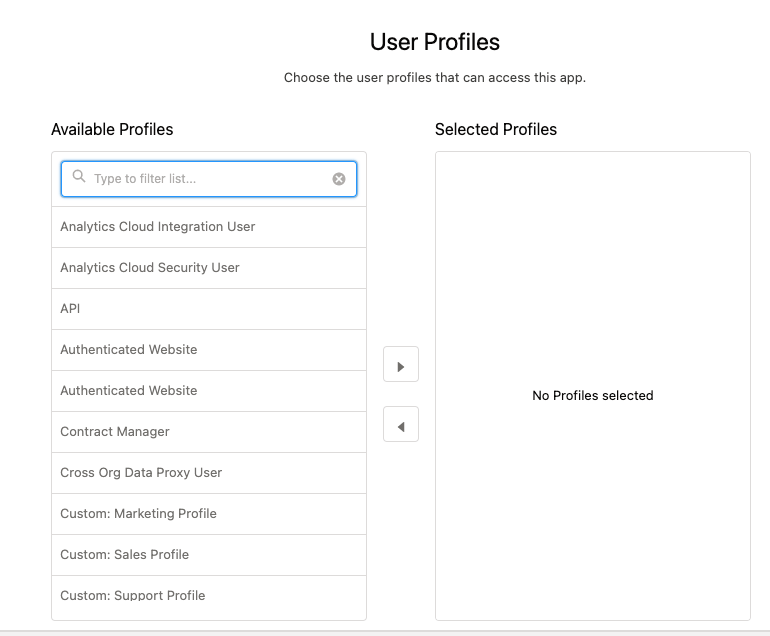 User Profiles
Choose the user profiles that can access this app.
Available Profiles
Type to filter list...
Analytics Cloud Integration User
Analytics Cloud Security User
API
Authenticated Website
Authenticated Website
Contract Manager
Cross Org Data Proxy User
Custom: Marketing Profile
Custom: Sales Profile
Custom: Support Profile
Selected Profiles
No Profiles selected